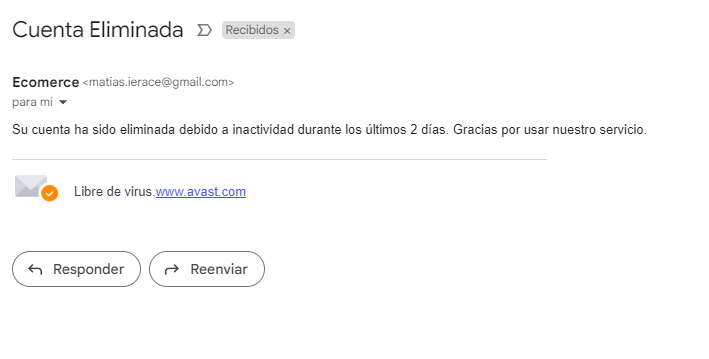 Cuenta Eliminada Recibidos ×
Ecomerce <matias.ierace@gmail.com>
para mí
Su cuenta ha sido eliminada debido a inactividad durante los últimos 2 días. Gracias por usar nuestro servicio.
Libre de virus.www.avast.com
Responder Reenviar